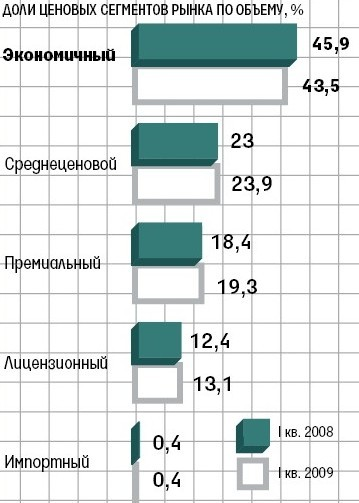 ДОЛИ ЦЕНОВЫХ СЕГМЕНТОВ РЫНКА ПО ОБЪЕМУ, %
Экономичный
45,9
43,5
Среднеценовой
23
23,9
Премиальный
18,4
19,3
Лицензионный
12,4
13,1
Импортный
0,4
0,4
I кв. 2008
I кв. 2009